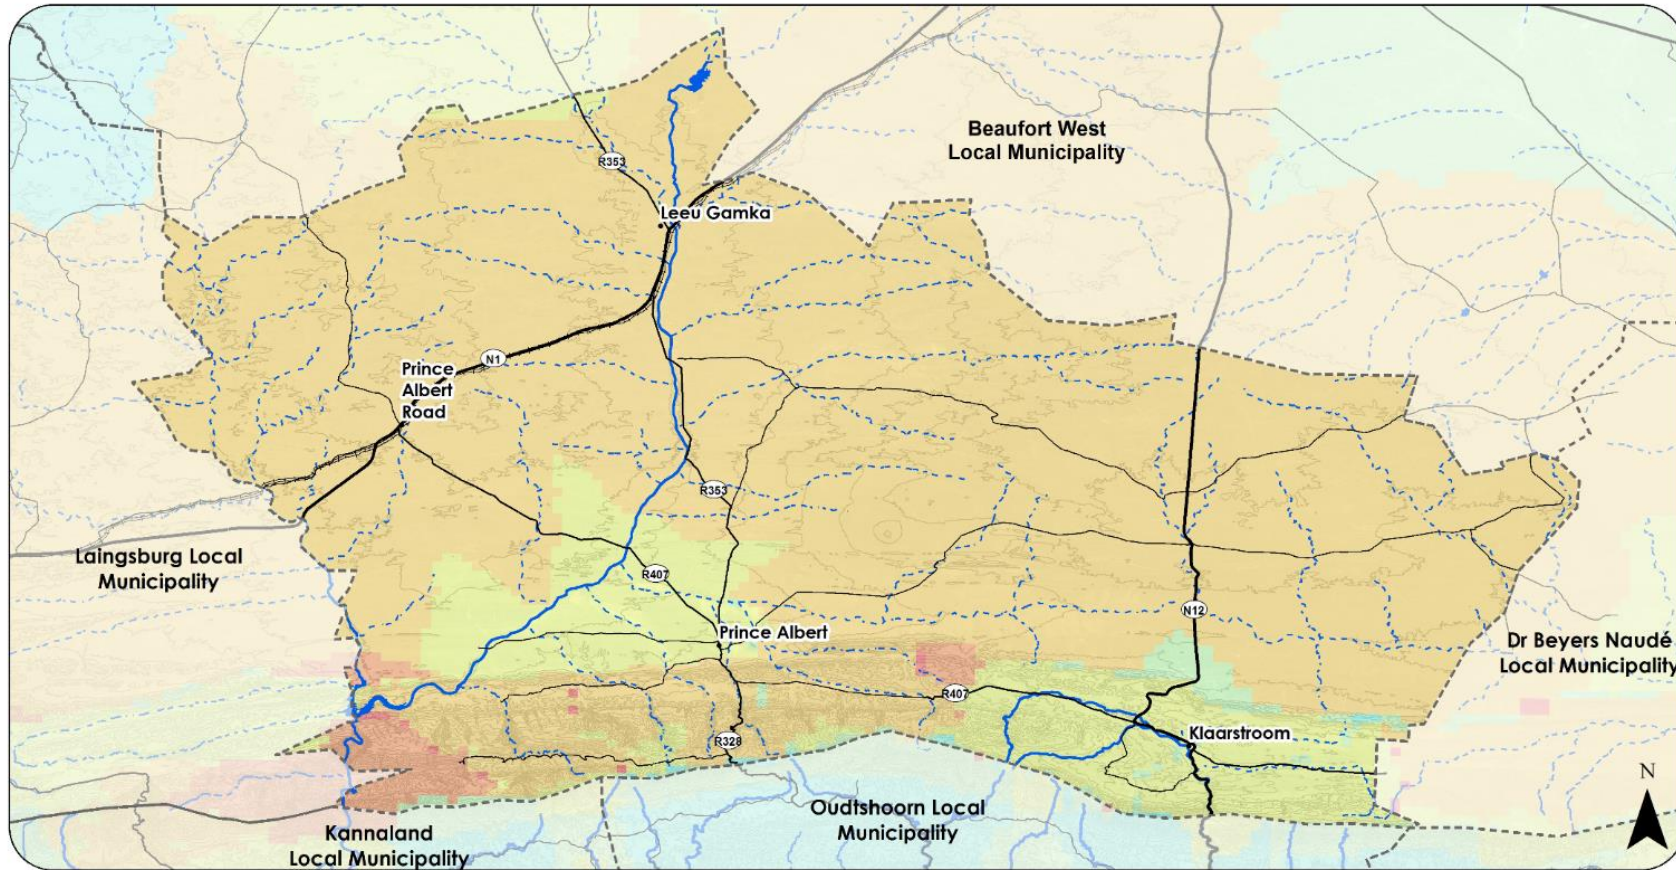 Beaufort West
Local Municipality
R353
Leeu Gamka
N1
Prince
Albert
Road
R353
Laingsburg Local
Municipality
R407
N12
Prince Albert
Dr Beyers Naudé
Local Municipality
R407
Klaarstroom
R328
N
Oudtshoorn Local
Municipality
Kannaland
Local Municipality